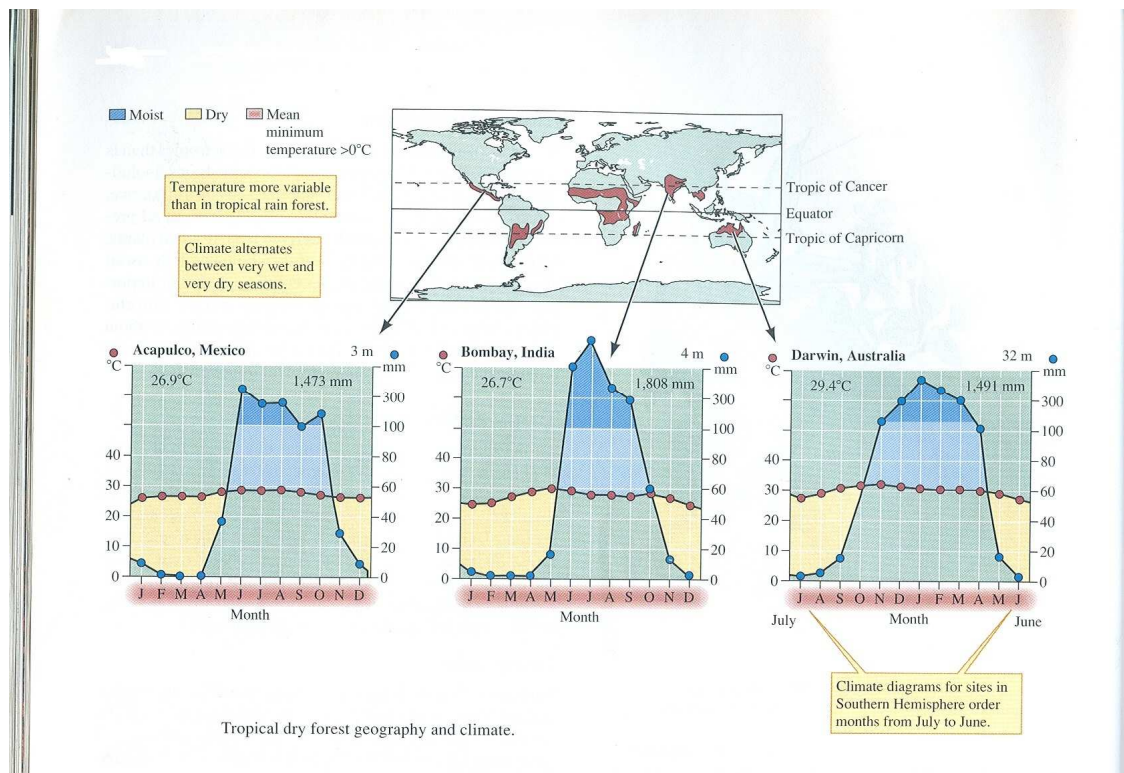 Moist Dry Mean
minimum
temperature >0°C
Temperature more variable
than in tropical rain forest.
Climate alternates
between very wet and
very dry seasons.
Tropic of Cancer
Equator
Tropic of Capricorn
Acapulco, Mexico 3 m
°C mm
26.9°C 1,473 mm
300
100
40 80
30 60
20 40
10 20
0 0
J F M A M J J A S O N D
Month
Bombay, India 4 m
°C mm
26.7°C 1,808 mm
300
100
40 80
30 60
20 40
10 20
0 0
J F M A M J J A S O N D
Month
Darwin, Australia 32 m
°C mm
29.4°C 1,491 mm
300
100
40 80
30 60
20 40
10 20
0 0
J A S O N D J F M A M J
July Month June
Climate diagrams for sites in
Southern Hemisphere order
months from July to June.
Tropical dry forest geography and climate.